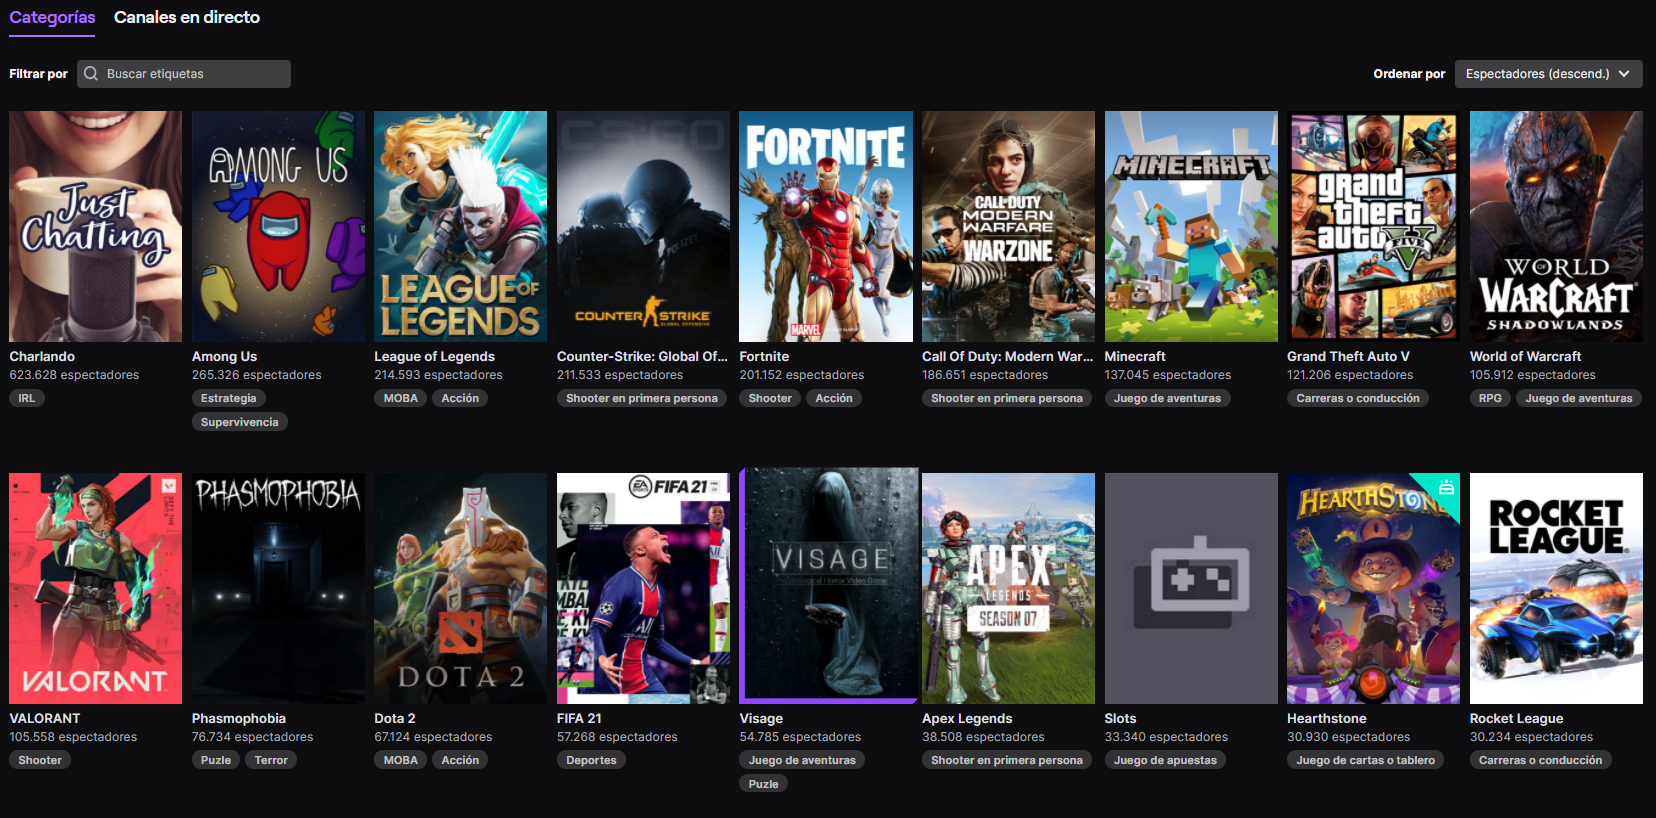 Categorías Canales en directo
Filtrar por Buscar etiquetas Ordenar por Espectadores (descend.)
Just
Chatting
Charlando
623.628 espectadores
IRL
AMONG US
Among Us
265.326 espectadores
Estrategia
Supervivencia
LEAGUE OF
LEGENDS
League of Legends
214.593 espectadores
MOBA Acción
CSGO
POLIZEI
COUNTER STRIKE
GLOBAL OFFENSIVE
Counter-Strike: Global Of...
211.533 espectadores
Shooter en primera persona
FORTNITE
MARVEL
Fortnite
201.152 espectadores
Shooter Acción
CALL OF DUTY
MODERN
WARFARE
WARZONE
Call Of Duty: Modern War...
186.651 espectadores
Shooter en primera persona
MINECRAFT
Minecraft
137.045 espectadores
Juego de aventuras
grand
theft
auto
FIVE
Grand Theft Auto V
121.206 espectadores
Carreras o conducción
WORLD
OF
WARCRAFT
SHADOWLANDS
World of Warcraft
105.912 espectadores
RPG Juego de aventuras
VALORANT
VALORANT
105.558 espectadores
Shooter
PHASMOPHOBIA
Phasmophobia
76.734 espectadores
Puzle Terror
DOTA 2
Dota 2
67.124 espectadores
MOBA Acción
EA SPORTS FIFA 21
FIFA 21
57.268 espectadores
Deportes
VISAGE
Horror Video Game
Visage
54.785 espectadores
Juego de aventuras
Puzle
APEX
LEGENDS
SEASON 07
Apex Legends
38.508 espectadores
Shooter en primera persona
Slots
33.340 espectadores
Juego de apuestas
HEARTHSTONE
Hearthstone
30.930 espectadores
Juego de cartas o tablero
ROCKET
LEAGUE
Rocket League
30.234 espectadores
Carreras o conducción